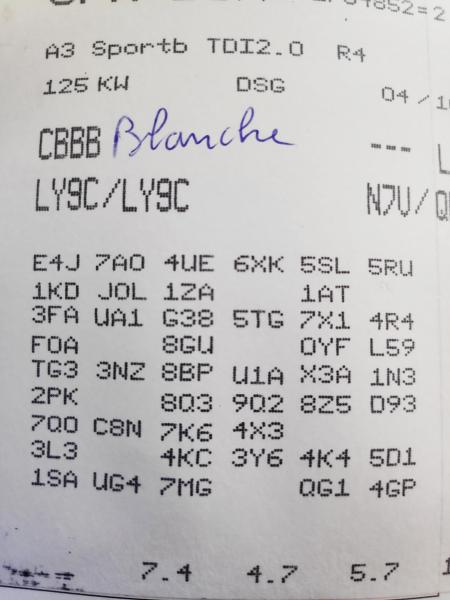 A3 Sportb TDI2.0 R4
125 KW DSG 04/1
CBBB Blanche --- L
LY9C/LY9C N7U/Q
E4J 7A0 4UE 6XK 5SL 5RU
1KD J0L 1ZA 1AT
3FA UA1 G38 5TG 7X1 4R4
F0A 8GU 0YF L59
TG3 3NZ 8BP U1A X3A 1N3
2PK 8Q3 9Q2 8Z5 D93
7Q0 C8N 7K6 4X3
3L3 4KC 3Y6 4K4 5D1
1SA UG4 7MG QG1 4GP
7.4 4.7 5.7